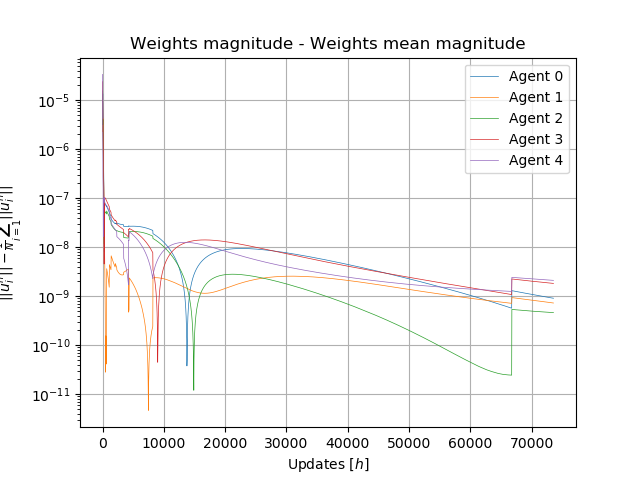 Weights magnitude - Weights mean magnitude
10⁻⁵
10⁻⁶
10⁻⁷
10⁻⁸
10⁻⁹
10⁻¹⁰
10⁻¹¹
Agent 0
Agent 1
Agent 2
Agent 3
Agent 4
0 10000 20000 30000 40000 50000 60000 70000
Updates [h]